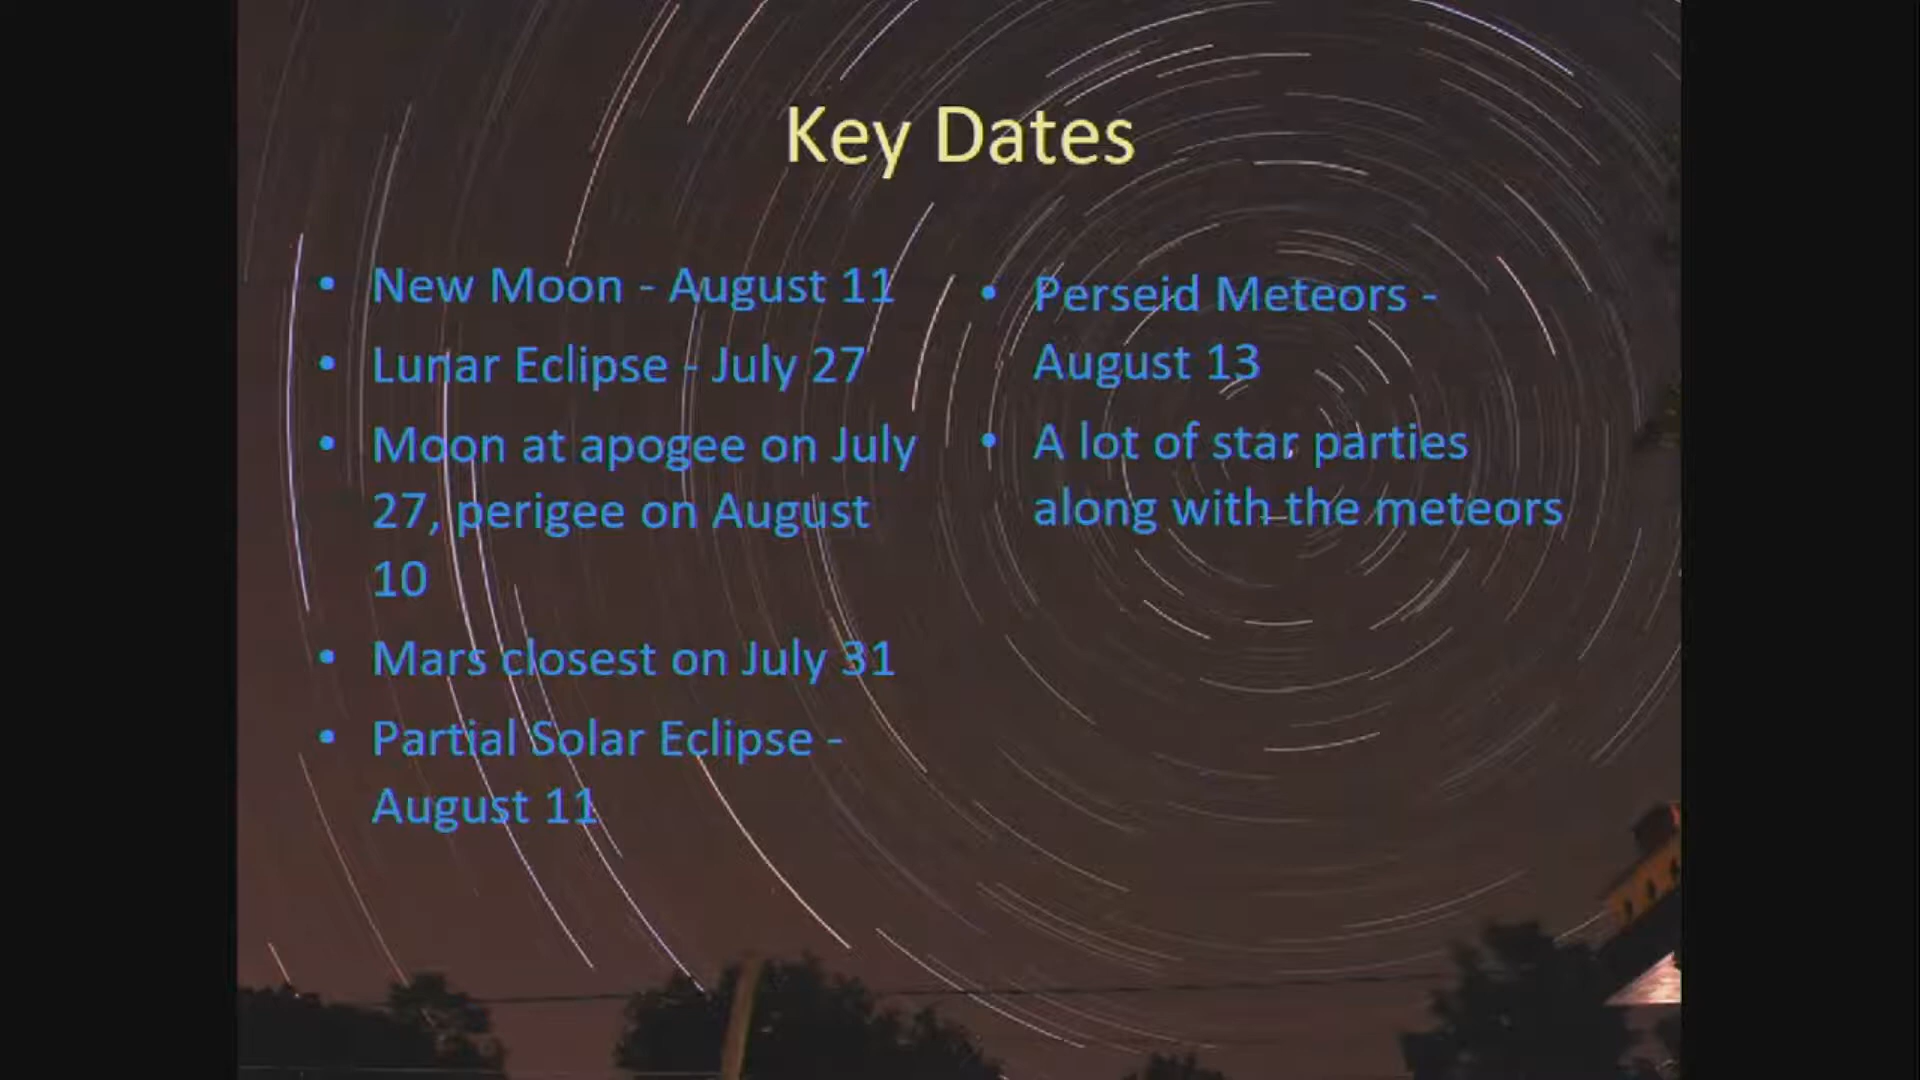 Key Dates
• New Moon - August 11
• Lunar Eclipse - July 27
• Moon at apogee on July
27, perigee on August
10
• Mars closest on July 31
• Partial Solar Eclipse -
August 11
• Perseid Meteors -
August 13
• A lot of star parties
along with the meteors